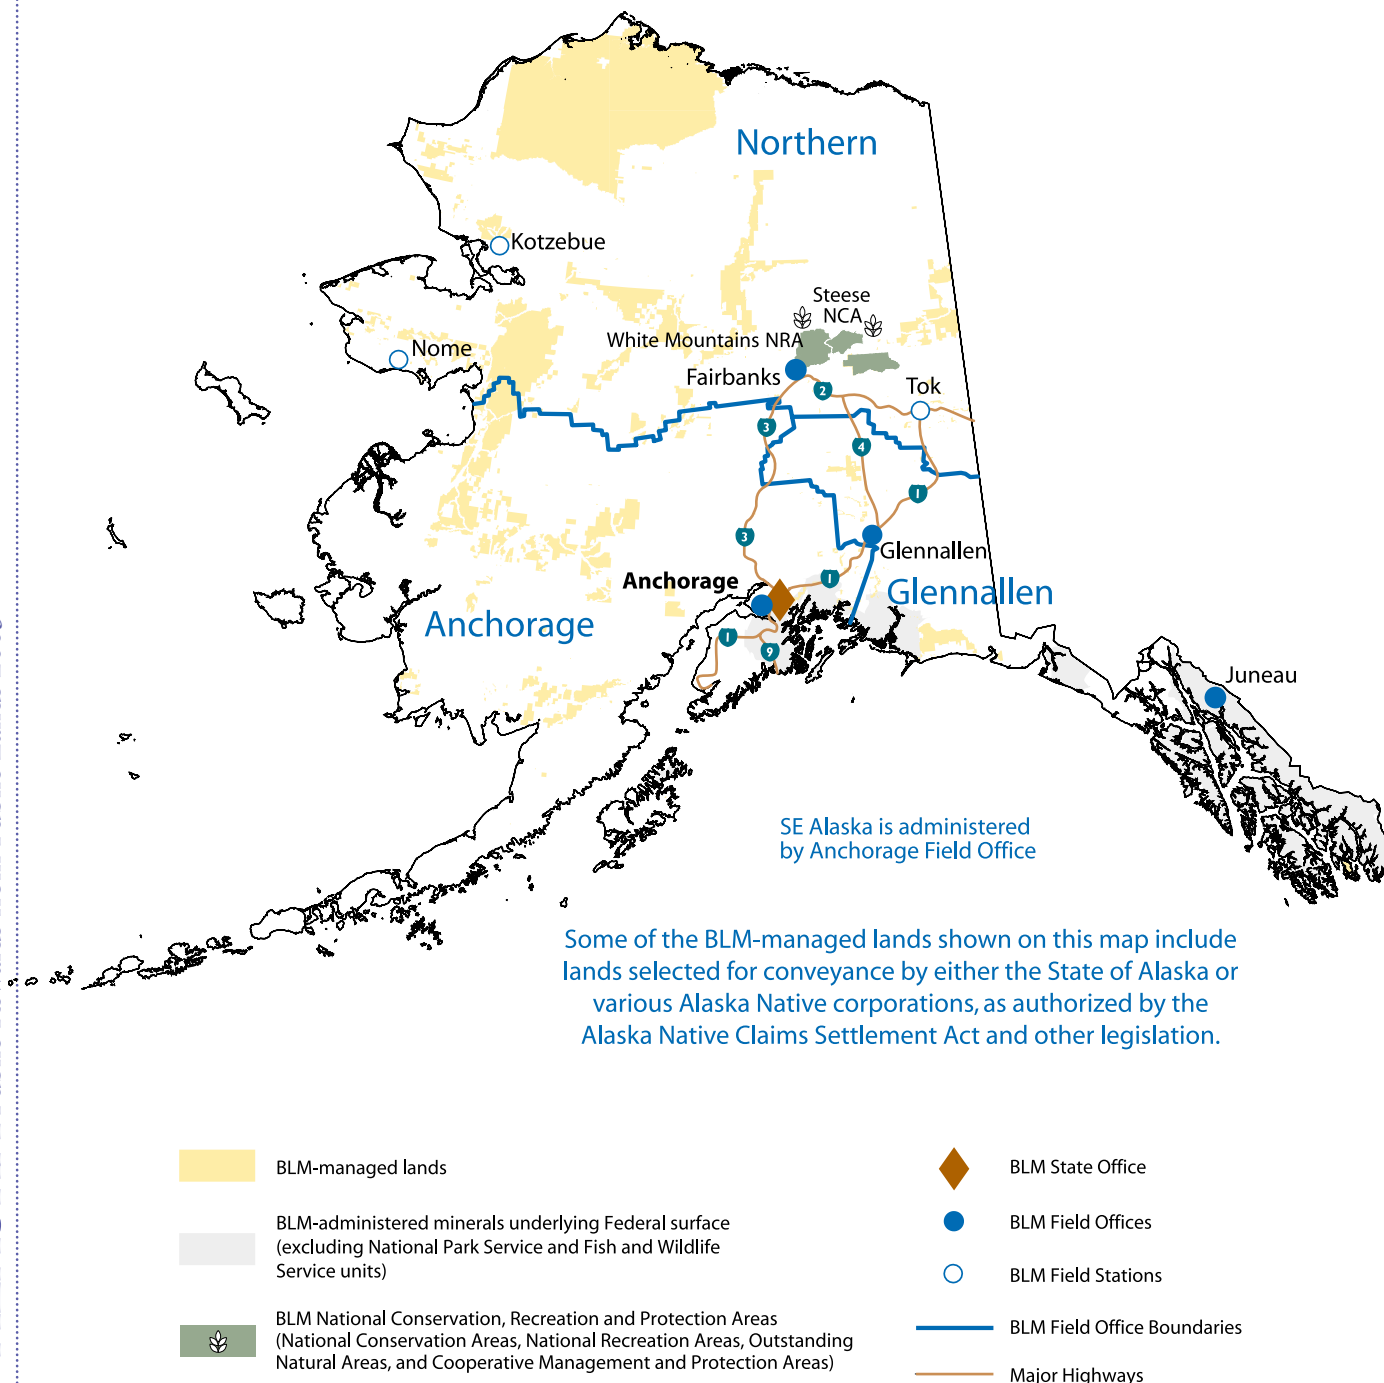 Northern
Kotzebue
Steese
NCA
White Mountains NRA
Nome
Fairbanks
Tok
2
3
4
1
3
Glennallen
Anchorage
1
Glennallen
Anchorage
1
9
Juneau
SE Alaska is administered
by Anchorage Field Office
Some of the BLM-managed lands shown on this map include
lands selected for conveyance by either the State of Alaska or
various Alaska Native corporations, as authorized by the
Alaska Native Claims Settlement Act and other legislation.
BLM-managed lands
BLM-administered minerals underlying Federal surface
(excluding National Park Service and Fish and Wildlife
Service units)
BLM National Conservation, Recreation and Protection Areas
(National Conservation Areas, National Recreation Areas, Outstanding
Natural Areas, and Cooperative Management and Protection Areas)
BLM State Office
BLM Field Offices
BLM Field Stations
BLM Field Office Boundaries
Major Highways